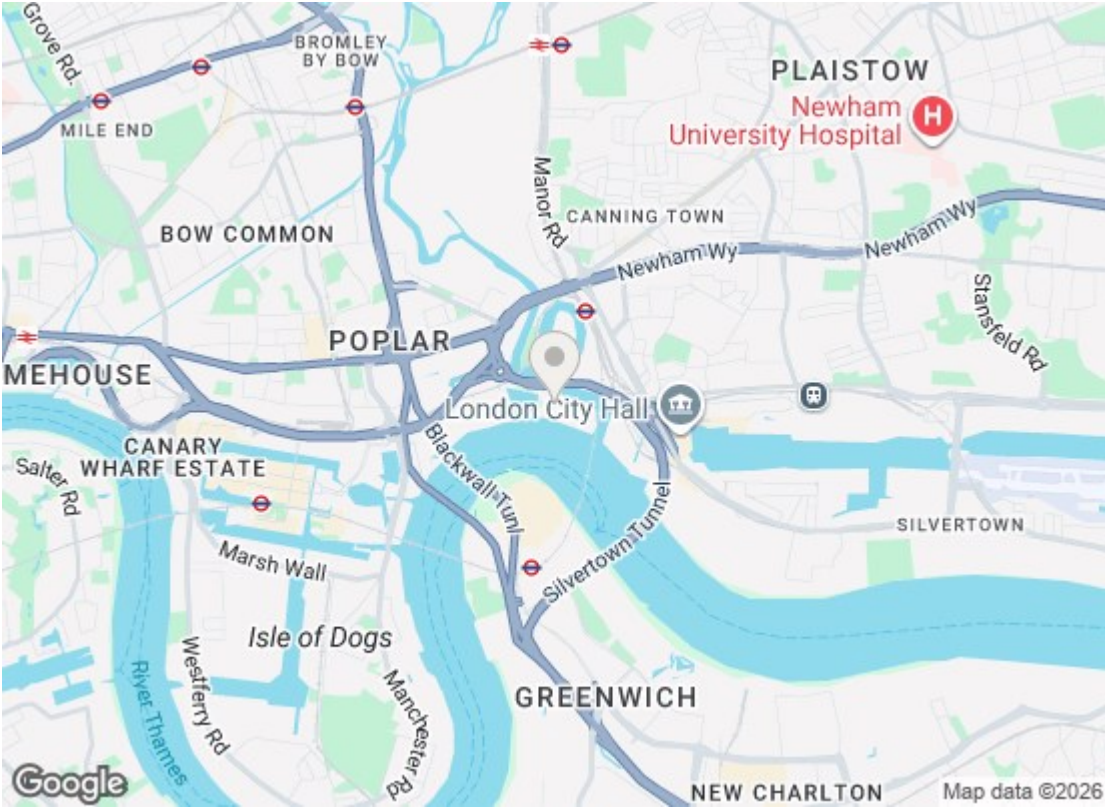 Grove Rd.
BROMLEY
BY BOW
PLAISTOW
Newham
University Hospital
H
MILE END
Manor Rd
CANNING TOWN
BOW COMMON
Newham Wy
Newham Wy
Stansfeld Rd
POPLAR
MEHOUSE
London City Hall
CANARY
WHARF ESTATE
Blackwall Tunl
Salter Rd
SILVERTOWN
Marsh Wall
Silvertown Tunnel
Isle of Dogs
Westferry Rd
River Thames
Manchester Rd
GREENWICH
Google
NEW CHARLTON
Map data ©2026